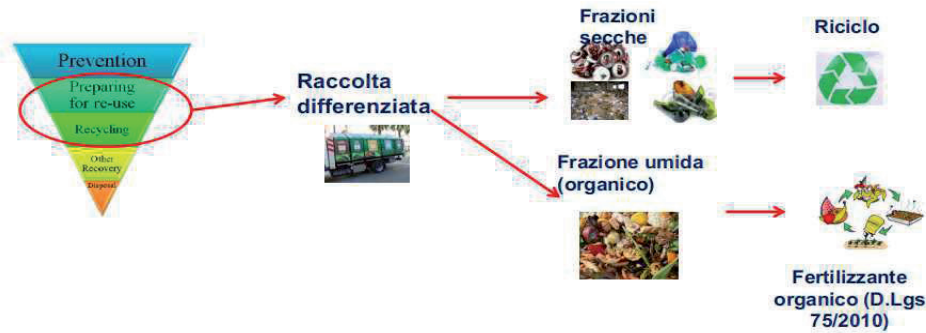 Prevention
Preparing
for re-use
Recycling
Other
Recovery
Disposal
Raccolta
differenziata
Frazioni
secche
Riciclo
Frazione umida
(organico)
Fertilizzante
organico (D.Lgs
75/2010)